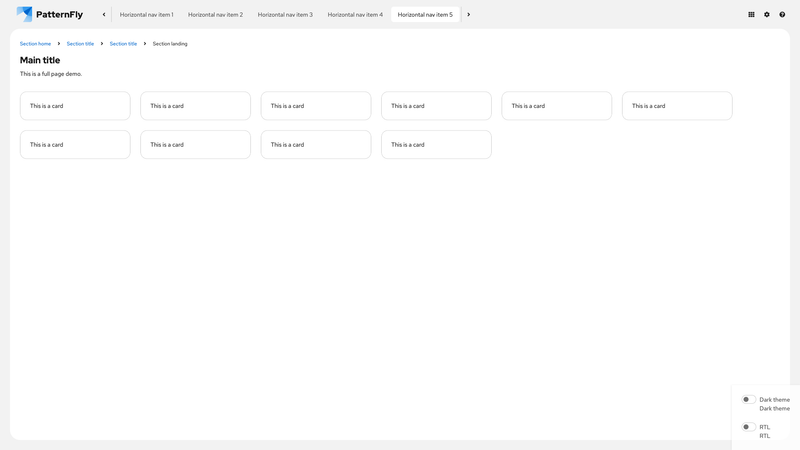 PatternFly
Horizontal nav item 1 Horizontal nav item 2 Horizontal nav item 3 Horizontal nav item 4 Horizontal nav item 5
Section home Section title Section title Section landing
Main title
This is a full page demo.
This is a card This is a card This is a card This is a card This is a card This is a card
This is a card This is a card This is a card This is a card
Dark theme
Dark theme
RTL
RTL